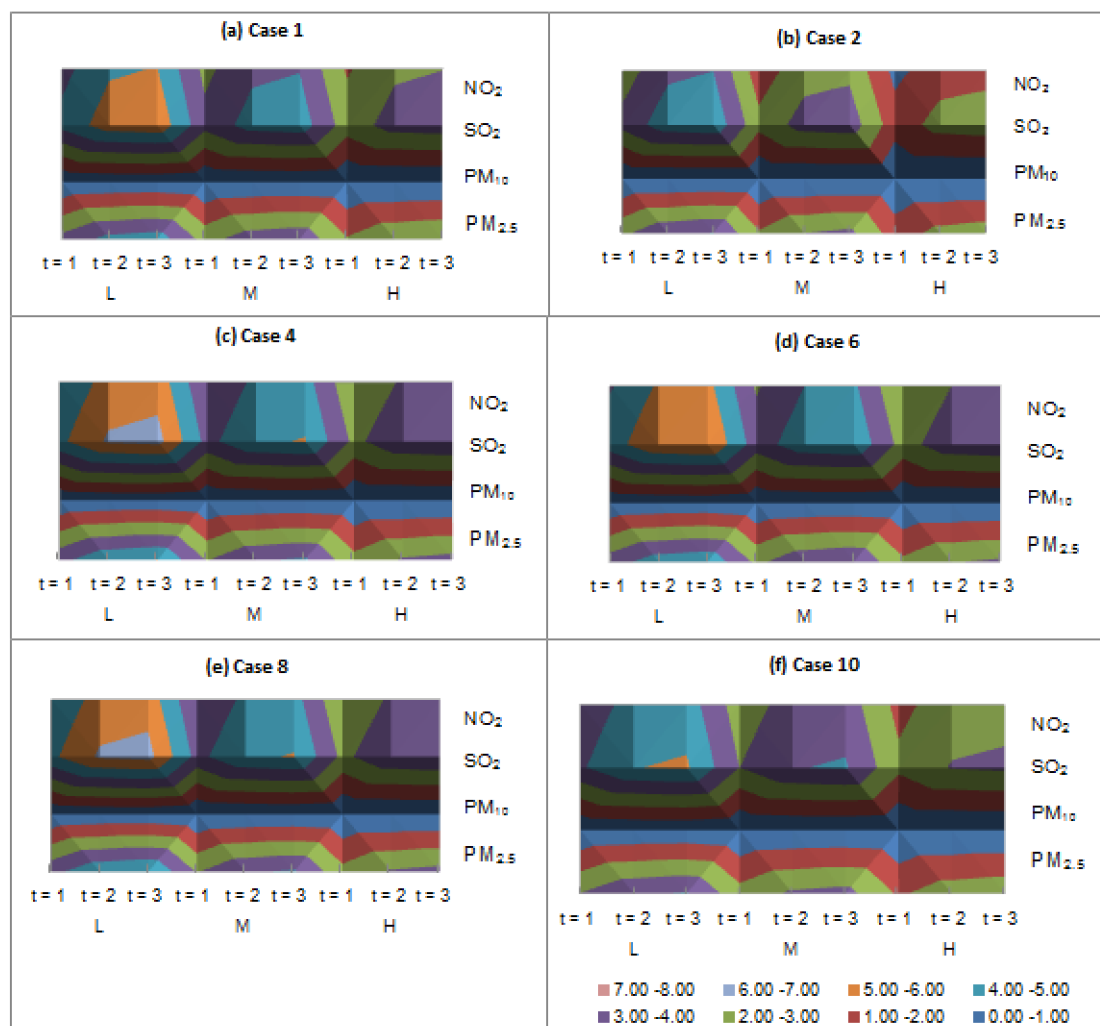 (a) Case 1
NO₂
SO₂
PM₁₀
PM₂.₅
t = 1 t = 2 t = 3 t = 1 t = 2 t = 3 t = 1 t = 2 t = 3
L M H
(b) Case 2
NO₂
SO₂
PM₁₀
PM₂.₅
t = 1 t = 2 t = 3 t = 1 t = 2 t = 3 t = 1 t = 2 t = 3
L M H
(c) Case 4
NO₂
SO₂
PM₁₀
PM₂.₅
t = 1 t = 2 t = 3 t = 1 t = 2 t = 3 t = 1 t = 2 t = 3
L M H
(d) Case 6
NO₂
SO₂
PM₁₀
PM₂.₅
t = 1 t = 2 t = 3 t = 1 t = 2 t = 3 t = 1 t = 2 t = 3
L M H
(e) Case 8
NO₂
SO₂
PM₁₀
PM₂.₅
t = 1 t = 2 t = 3 t = 1 t = 2 t = 3 t = 1 t = 2 t = 3
L M H
(f) Case 10
NO₂
SO₂
PM₁₀
PM₂.₅
t = 1 t = 2 t = 3 t = 1 t = 2 t = 3 t = 1 t = 2 t = 3
L M H
7.00 -8.00 6.00 -7.00 5.00 -6.00 4.00 -5.00
3.00 -4.00 2.00 -3.00 1.00 -2.00 0.00 -1.00